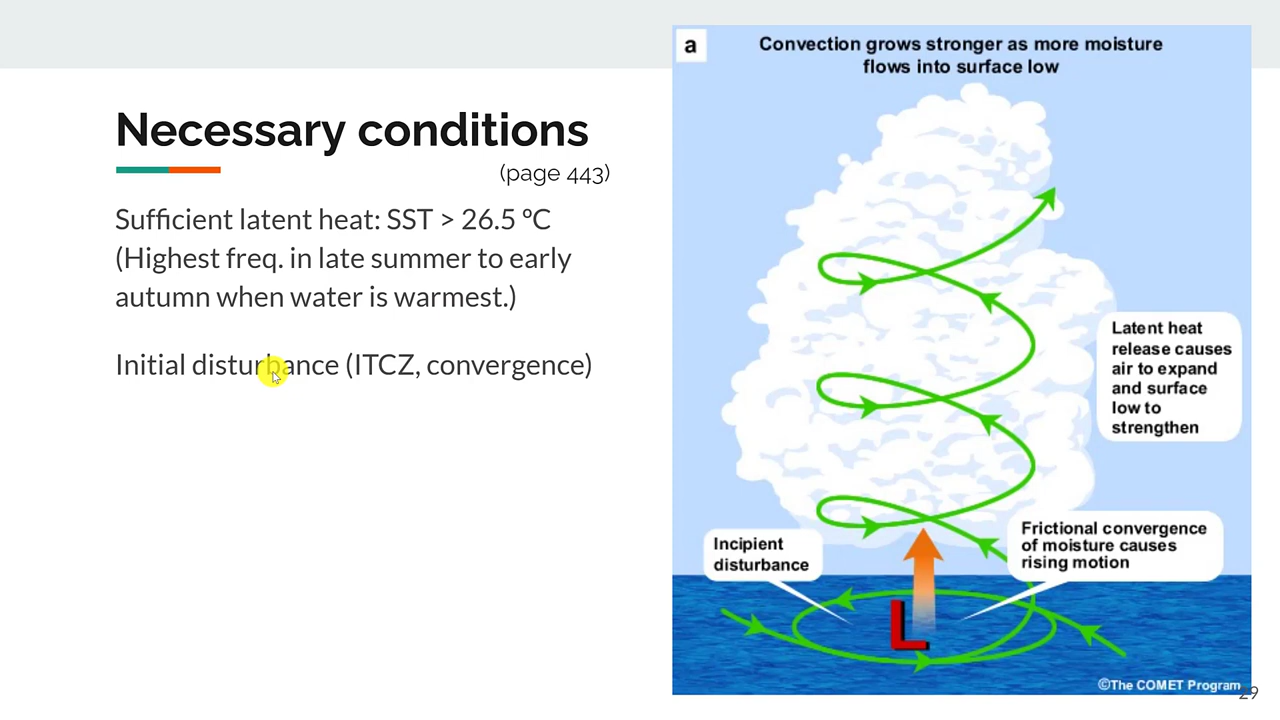 Necessary conditions
(page 443)
Sufficient latent heat: SST > 26.5 ºC
(Highest freq. in late summer to early
autumn when water is warmest.)
Initial disturbance (ITCZ, convergence)
a
Convection grows stronger as more moisture
flows into surface low
Latent heat
release causes
air to expand
and surface
low to
strengthen
Incipient
disturbance
Frictional convergence
of moisture causes
rising motion
L
©The COMET Program
29